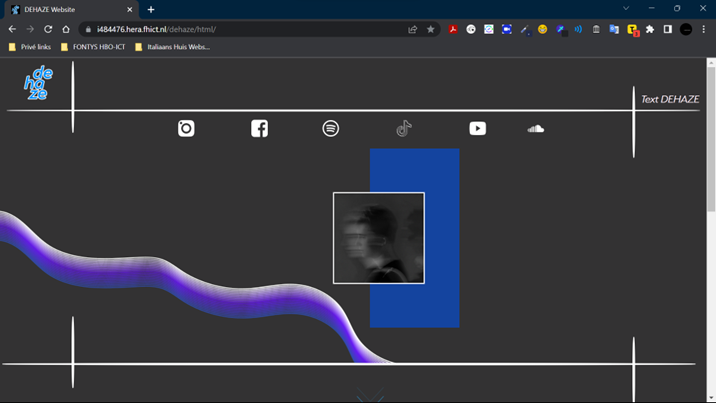 DEHAZE Website
i484476.hera.fhict.nl/dehaze/html/
Privé links
FONTYS HBO-ICT
Italiaans Huis Webs...
de
ha
ze
Text DEHAZE